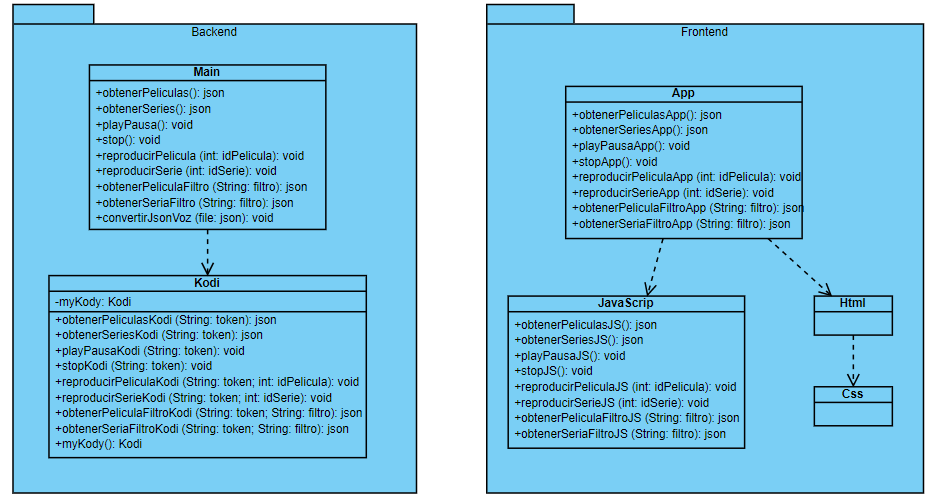 Backend
Main
+obtenerPeliculas(): json
+obtenerSeries(): json
+playPausa(): void
+stop(): void
+reproducirPelicula (int: idPelicula): void
+reproducirSerie (int: idSerie): void
+obtenerPeliculaFiltro (String: filtro): json
+obtenerSeriaFiltro (String: filtro): json
+convertirJsonVoz (file: json): void
Kodi
-myKody: Kodi
+obtenerPeliculasKodi (String: token): json
+obtenerSeriesKodi (String: token): json
+playPausaKodi (String: token): void
+stopKodi (String: token): void
+reproducirPeliculaKodi (String: token; int: idPelicula): void
+reproducirSerieKodi (String: token; int: idSerie): void
+obtenerPeliculaFiltroKodi (String: token; String: filtro): json
+obtenerSeriaFiltroKodi (String: token; String: filtro): json
+myKody(): Kodi
Frontend
App
+obtenerPeliculasApp(): json
+obtenerSeriesApp(): json
+playPausaApp(): void
+stopApp(): void
+reproducirPeliculaApp (int: idPelicula): void
+reproducirSerieApp (int: idSerie): void
+obtenerPeliculaFiltroApp (String: filtro): json
+obtenerSeriaFiltroApp (String: filtro): json
JavaScrip
+obtenerPeliculasJS(): json
+obtenerSeriesJS(): json
+playPausaJS(): void
+stopJS(): void
+reproducirPeliculaJS (int: idPelicula): void
+reproducirSerieJS (int: idSerie): void
+obtenerPeliculaFiltroJS (String: filtro): json
+obtenerSeriaFiltroJS (String: filtro): json
Html
Css